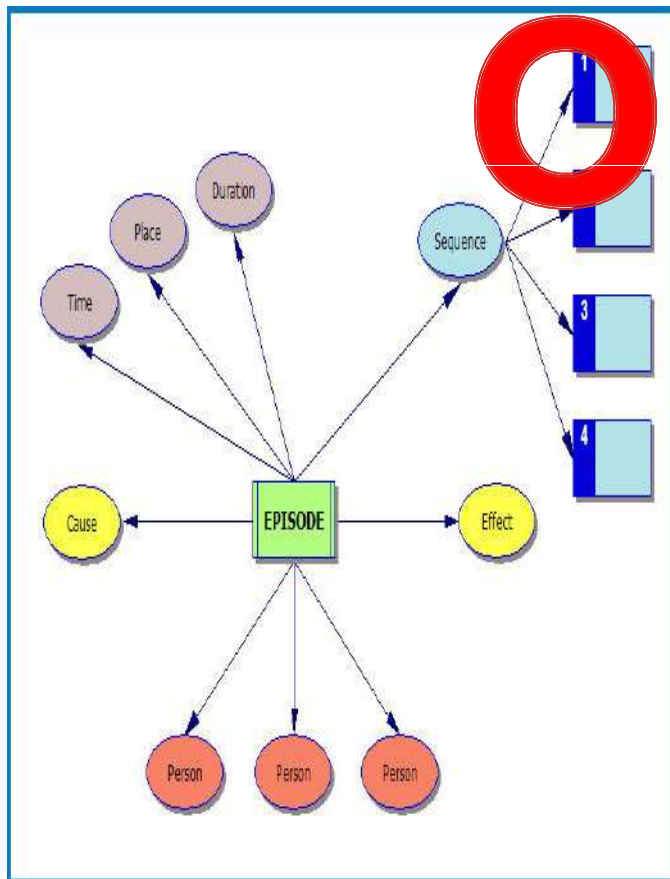 O
1
Duration
Place
Sequence
Time
3
4
Cause
EPISODE
Effect
Person Person Person